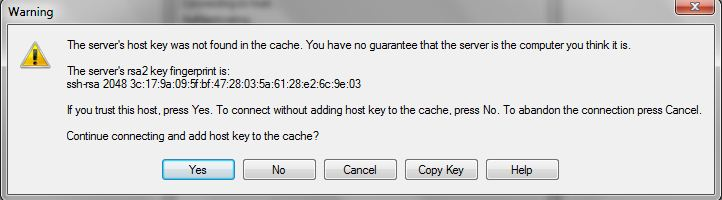 Warning
The server's host key was not found in the cache. You have no guarantee that the server is the computer you think it is.
The server's rsa2 key fingerprint is:
ssh-rsa 2048 3c:17:9a:09:5f:bf:47:28:03:5a:61:28:e2:6c:9e:03
If you trust this host, press Yes. To connect without adding host key to the cache, press No. To abandon the connection press Cancel.
Continue connecting and add host key to the cache?
Yes No Cancel Copy Key Help